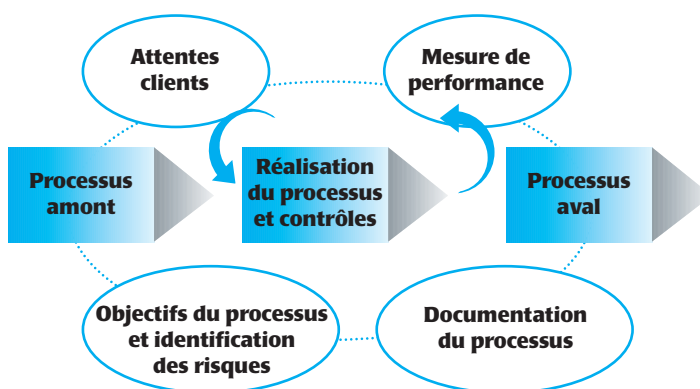 Attentes
clients
Mesure de
performance
Processus
amont
Réalisation
du processus
et contrôles
Processus
aval
Objectifs du processus
et identification
des risques
Documentation
du processus